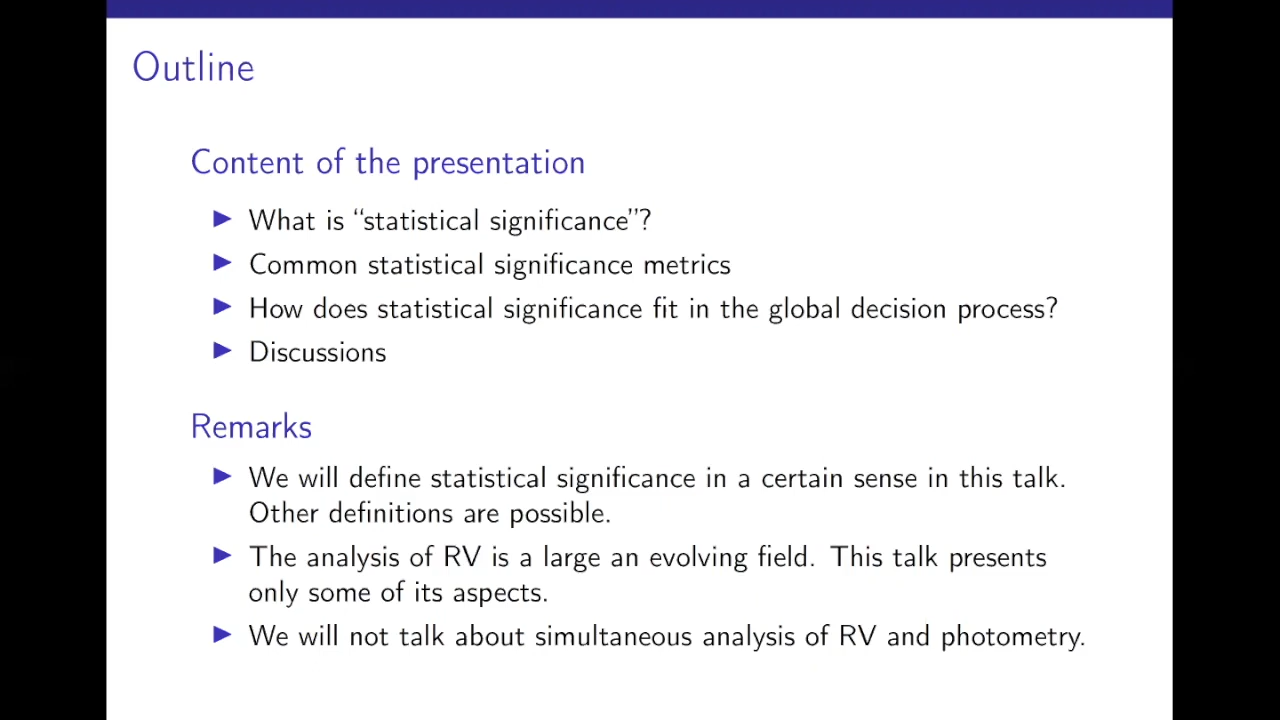 Outline
Content of the presentation
What is “statistical significance”?
Common statistical significance metrics
How does statistical significance fit in the global decision process?
Discussions
Remarks
We will define statistical significance in a certain sense in this talk.
Other definitions are possible.
The analysis of RV is a large an evolving field. This talk presents
only some of its aspects.
We will not talk about simultaneous analysis of RV and photometry.